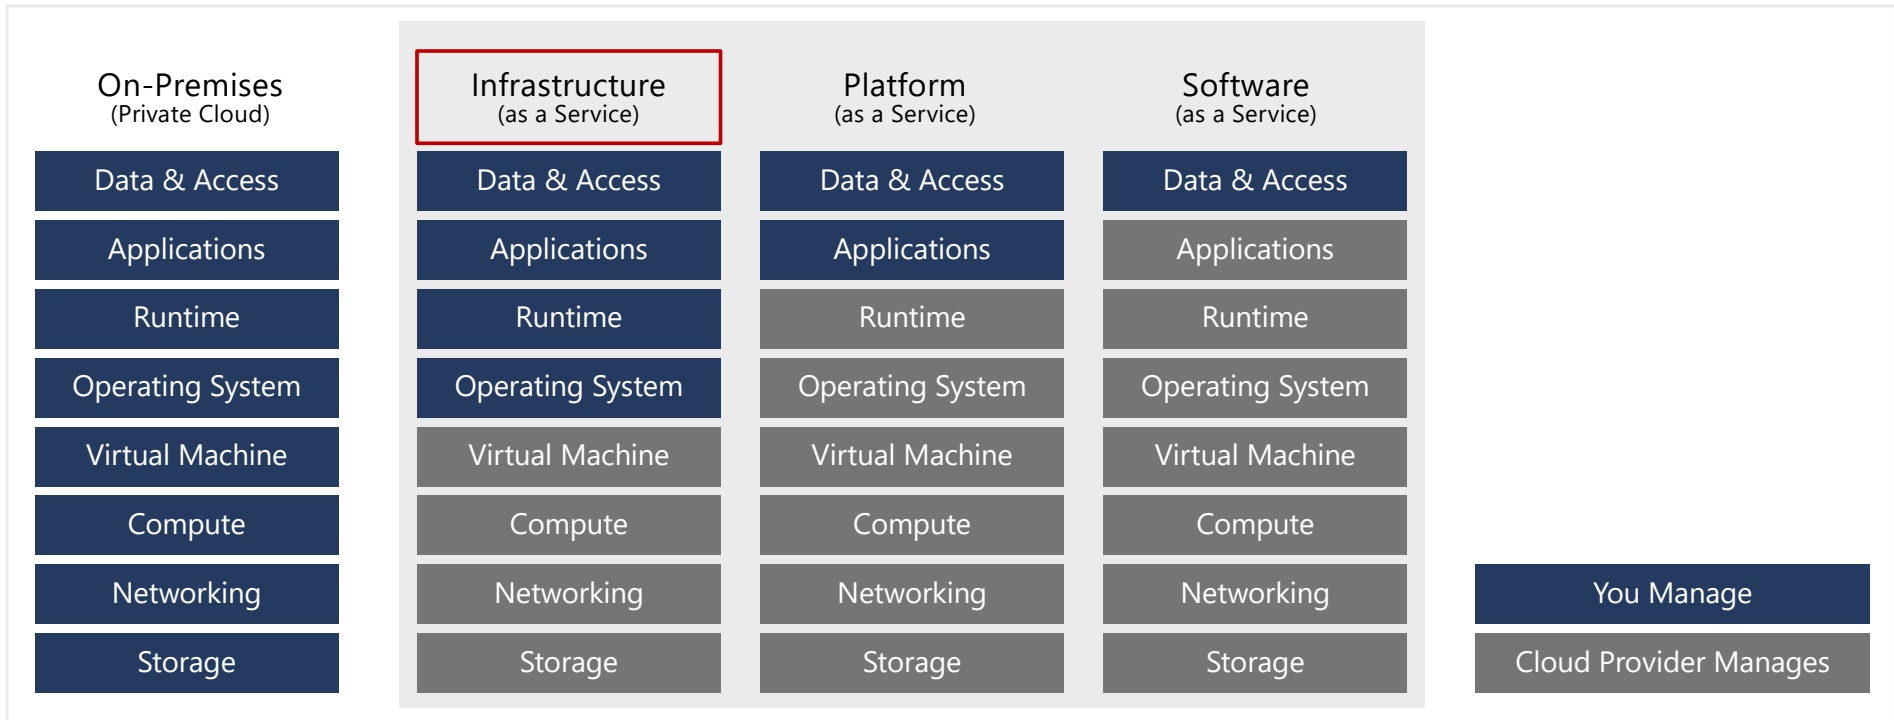 On-Premises
(Private Cloud)
Data & Access
Applications
Runtime
Operating System
Virtual Machine
Compute
Networking
Storage
Infrastructure
(as a Service)
Data & Access
Applications
Runtime
Operating System
Virtual Machine
Compute
Networking
Storage
Platform
(as a Service)
Data & Access
Applications
Runtime
Operating System
Virtual Machine
Compute
Networking
Storage
Software
(as a Service)
Data & Access
Applications
Runtime
Operating System
Virtual Machine
Compute
Networking
Storage
You Manage
Cloud Provider Manages